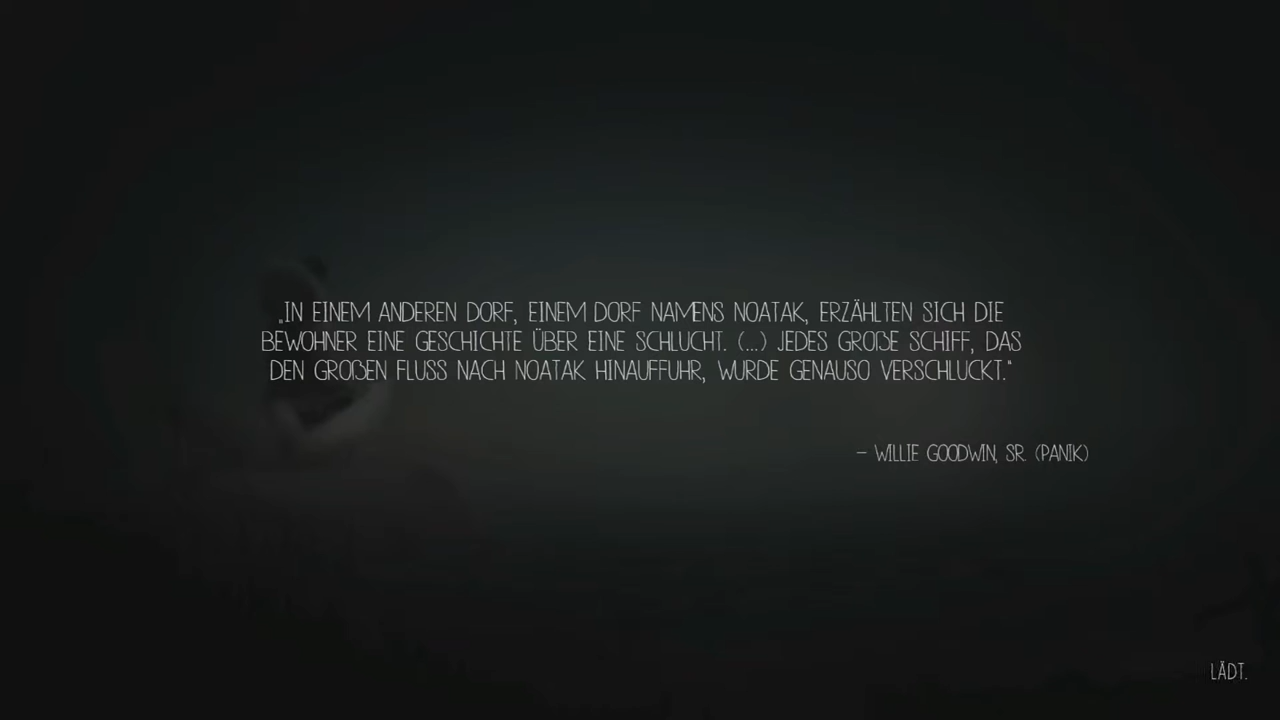 „IN EINEM ANDEREN DORF, EINEM DORF NAMENS NOATAK, ERZÄHLTEN SICH DIE
BEWOHNER EINE GESCHICHTE ÜBER EINE SCHLUCHT. (...) JEDES GROßE SCHIFF, DAS
DEN GROßEN FLUSS NACH NOATAK HINAUFFUHR, WURDE GENAUSO VERSCHLUCKT.“
– WILLIE GOODWIN, SR. (PANIK)
LÄDT.